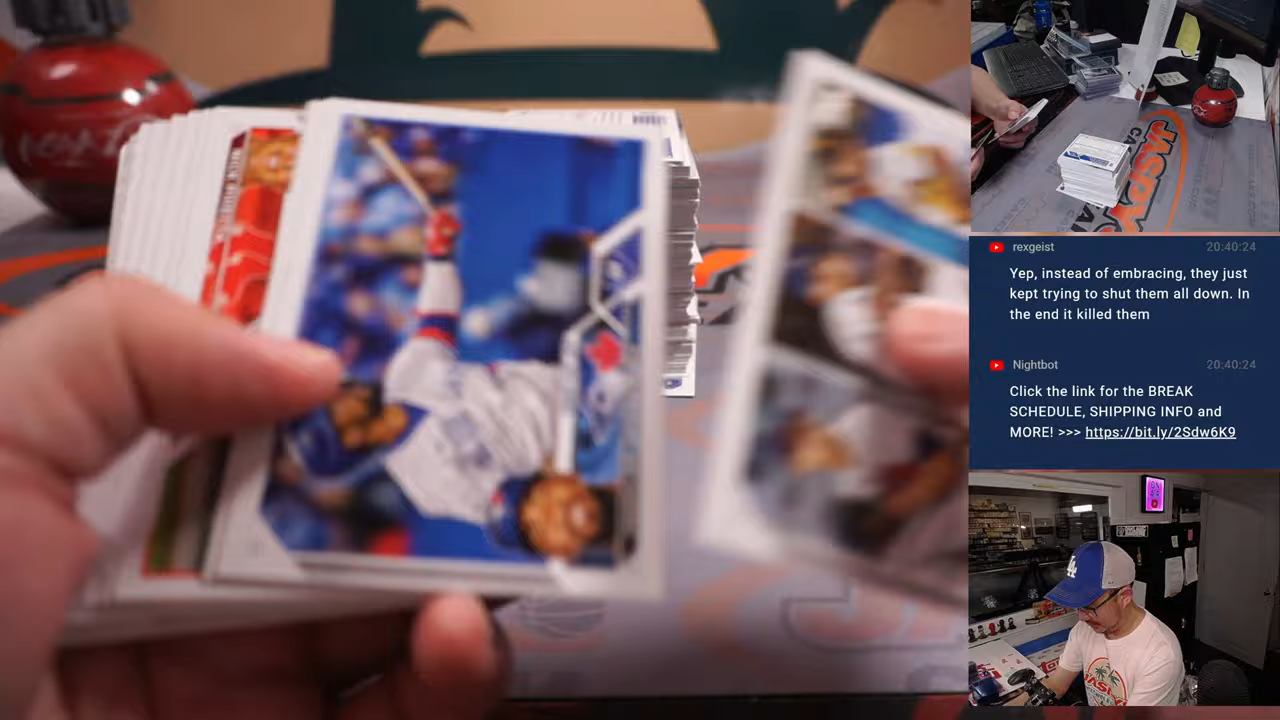 rexgeist 20:40:24
Yep, instead of embracing, they just
kept trying to shut them all down. In
the end it killed them
Nightbot 20:40:24
Click the link for the BREAK
SCHEDULE, SHIPPING INFO and
MORE! >>> https://bit.ly/2Sdw6K9
JASPY
LA